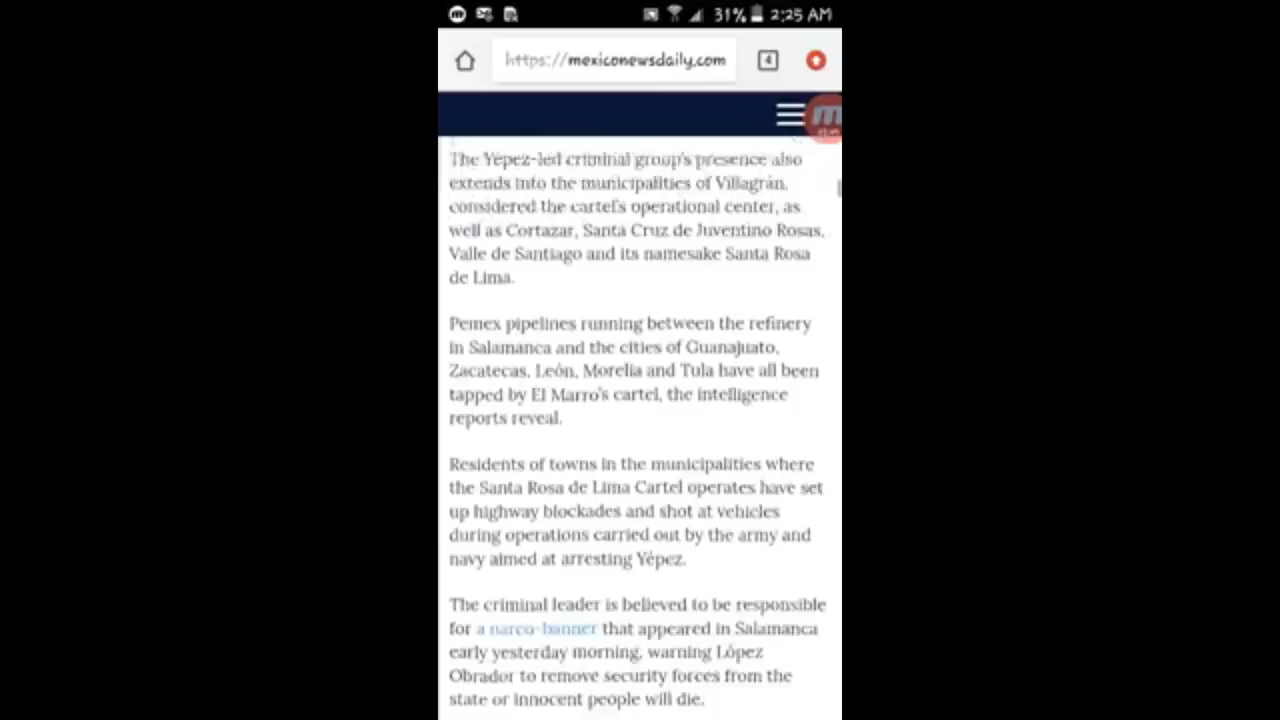 31% 2:25 AM
https://mexiconewsdaily.com
4
The Yépez-led criminal group's presence also
extends into the municipalities of Villagrán,
considered the cartel's operational center, as
well as Cortazar, Santa Cruz de Juventino Rosas,
Valle de Santiago and its namesake Santa Rosa
de Lima.
Pemex pipelines running between the refinery
in Salamanca and the cities of Guanajuato,
Zacatecas, León, Morelia and Tula have all been
tapped by El Marro's cartel, the intelligence
reports reveal.
Residents of towns in the municipalities where
the Santa Rosa de Lima Cartel operates have set
up highway blockades and shot at vehicles
during operations carried out by the army and
navy aimed at arresting Yépez.
The criminal leader is believed to be responsible
for a narco-banner that appeared in Salamanca
early yesterday morning, warning López
Obrador to remove security forces from the
state or innocent people will die.